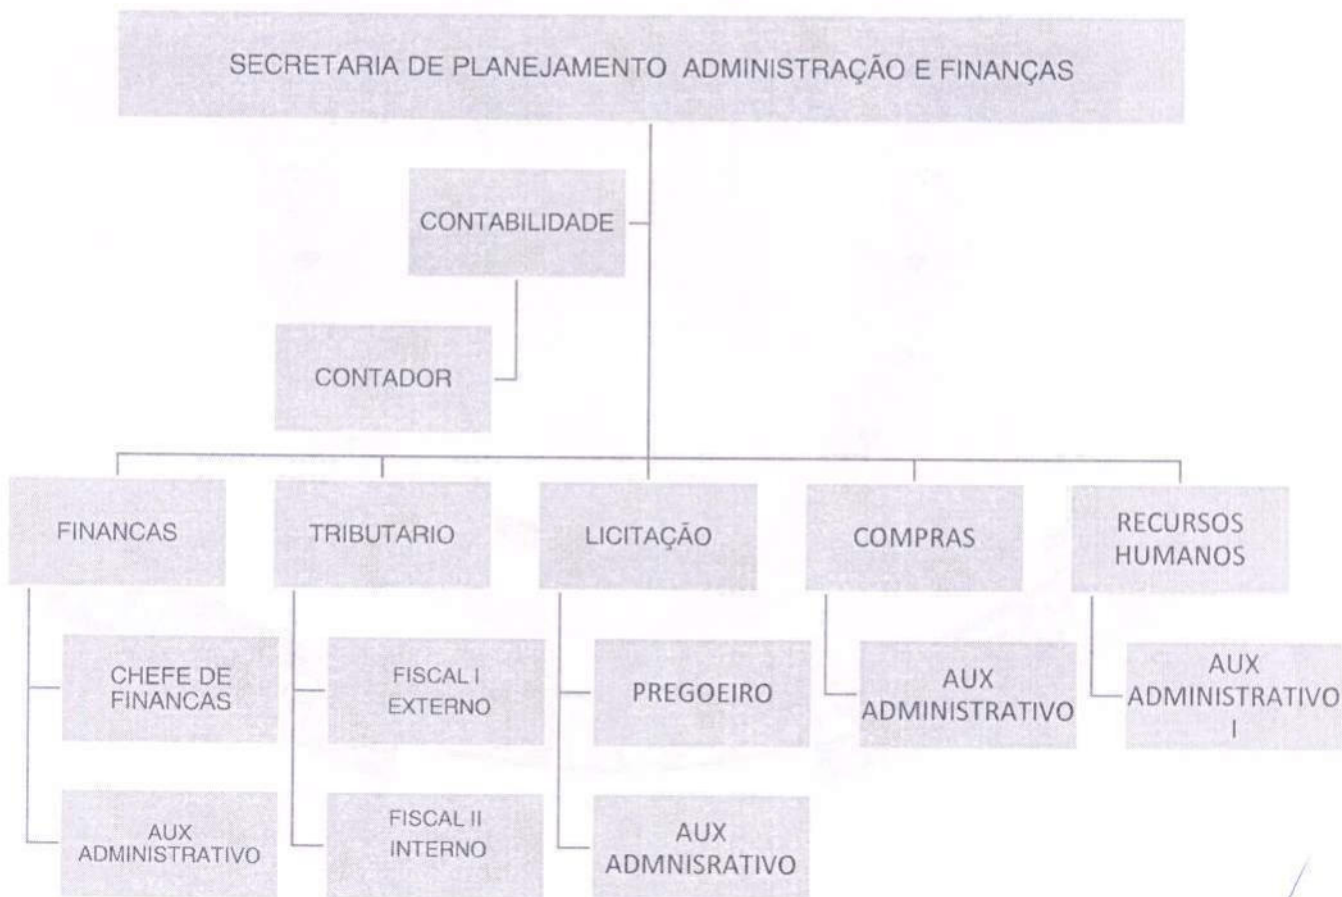 SECRETARIA DE PLANEJAMENTO ADMINISTRAÇÃO E FINANÇAS
CONTABILIDADE
CONTADOR
FINANCAS
TRIBUTARIO
LICITAÇÃO
COMPRAS
RECURSOS
HUMANOS
CHEFE DE
FINANCAS
FISCAL I
EXTERNO
PREGOEIRO
AUX
ADMINISTRATIVO
AUX
ADMINISTRATIVO
I
AUX
ADMINISTRATIVO
FISCAL II
INTERNO
AUX
ADMNISRATIVO